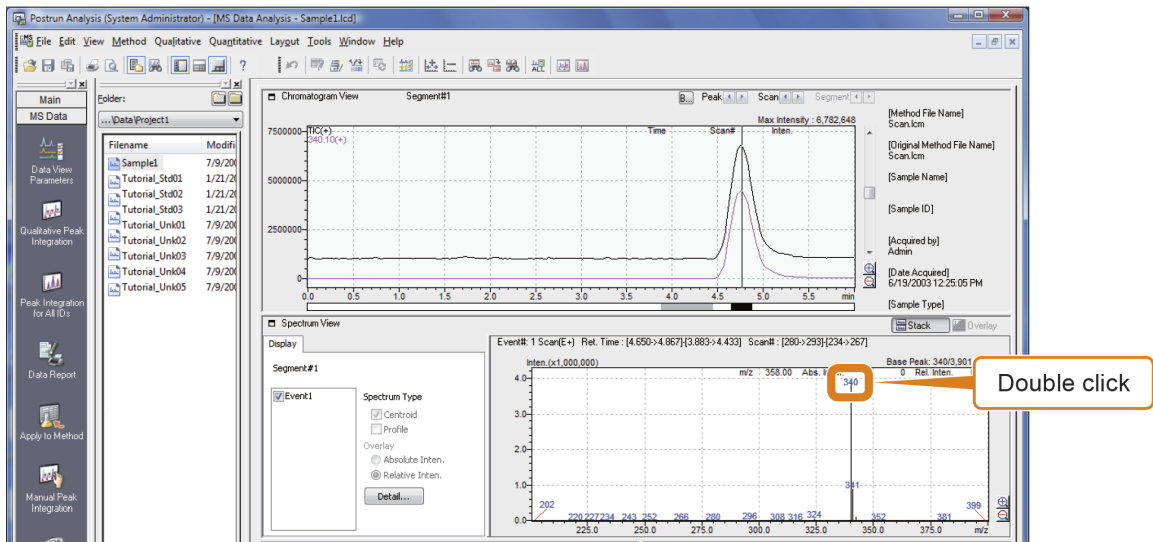 Postrun Analysis (System Administrator) - [MS Data Analysis - Sample1.lcd]
File Edit View Method Qualitative Quantitative Layout Tools Window Help
Main
MS Data
Data View
Parameters
Qualitative Peak
Integration
Peak Integration
for All IDs
Data Report
Apply to Method
Manual Peak
Integration
Folder:
...\Data\Project1
Filename Modifi
Sample1 7/9/200
Tutorial_Std01 1/21/20
Tutorial_Std02 1/21/20
Tutorial_Std03 1/21/20
Tutorial_Unk01 7/9/200
Tutorial_Unk02 7/9/200
Tutorial_Unk03 7/9/200
Tutorial_Unk04 7/9/200
Tutorial_Unk05 7/9/200
Chromatogram View Segment#1 B... Peak Scan Segment
Max Intensity : 6,782,648
Time Scan# Inten.
TIC(+)
340.10(+)
7500000
5000000
2500000
0
0.0 0.5 1.0 1.5 2.0 2.5 3.0 3.5 4.0 4.5 5.0 5.5 min
[Method File Name]
Scan.lcm
[Original Method File Name]
Scan.lcm
[Sample Name]
[Sample ID]
[Acquired by]
Admin
[Date Acquired]
6/19/2003 12:25:05 PM
[Sample Type]
Spectrum View
Stack Overlay
Display
Segment#1
Event1
Spectrum Type
Centroid
Profile
Overlay
Absolute Inten.
Relative Inten.
Detail...
Event#: 1 Scan(E+) Ret. Time : [4.650->4.867]-[3.883->4.433] Scan# : [280->293]-[234->267]
Inten.(x1,000,000)
Base Peak: 340/3,901
m/z 358.00 Abs. 0 Rel. Inten.
4.0
3.0
2.0
1.0
0.0
340
341
202 220 227 234 243 252 266 280 296 308 316 324 352 381 399
225.0 250.0 275.0 300.0 325.0 350.0 375.0 m/z
Double click